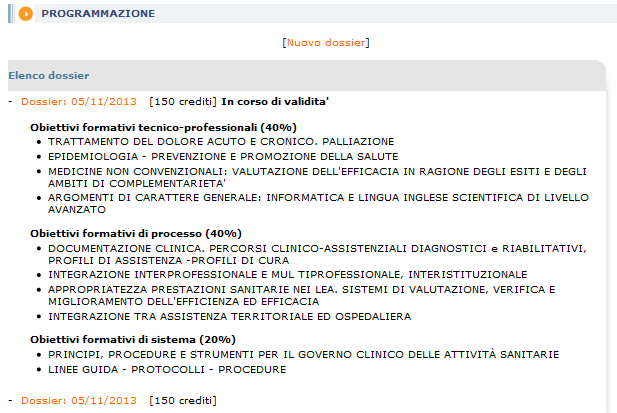 PROGRAMMAZIONE
[Nuovo dossier]
Elenco dossier
- Dossier: 05/11/2013 [150 crediti] In corso di validita'
Obiettivi formativi tecnico-professionali (40%)
• TRATTAMENTO DEL DOLORE ACUTO E CRONICO. PALLIAZIONE
• EPIDEMIOLOGIA - PREVENZIONE E PROMOZIONE DELLA SALUTE
• MEDICINE NON CONVENZIONALI: VALUTAZIONE DELL'EFFICACIA IN RAGIONE DEGLI ESITI E DEGLI
AMBITI DI COMPLEMENTARIETA'
• ARGOMENTI DI CARATTERE GENERALE: INFORMATICA E LINGUA INGLESE SCIENTIFICA DI LIVELLO
AVANZATO
Obiettivi formativi di processo (40%)
• DOCUMENTAZIONE CLINICA. PERCORSI CLINICO-ASSISTENZIALI DIAGNOSTICI e RIABILITATIVI,
PROFILI DI ASSISTENZA -PROFILI DI CURA
• INTEGRAZIONE INTERPROFESSIONALE E MUL TIPROFESSIONALE, INTERISTITUZIONALE
• APPROPRIATEZZA PRESTAZIONI SANITARIE NEI LEA. SISTEMI DI VALUTAZIONE, VERIFICA E
MIGLIORAMENTO DELL'EFFICIENZA ED EFFICACIA
• INTEGRAZIONE TRA ASSISTENZA TERRITORIALE ED OSPEDALIERA
Obiettivi formativi di sistema (20%)
• PRINCIPI, PROCEDURE E STRUMENTI PER IL GOVERNO CLINICO DELLE ATTIVITÀ SANITARIE
• LINEE GUIDA - PROTOCOLLI - PROCEDURE
- Dossier: 05/11/2013 [150 crediti]